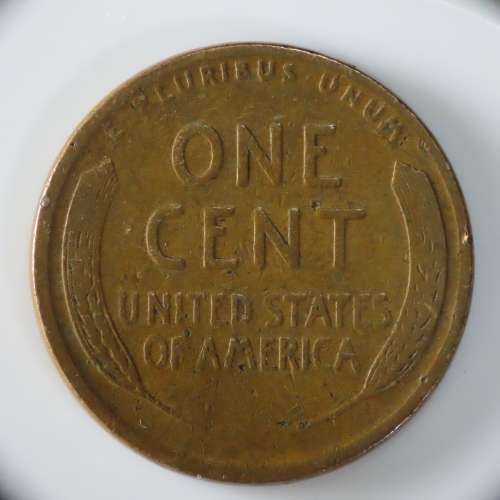 E · PLURIBUS · UNUM
ONE
CENT
UNITED STATES
OF AMERICA